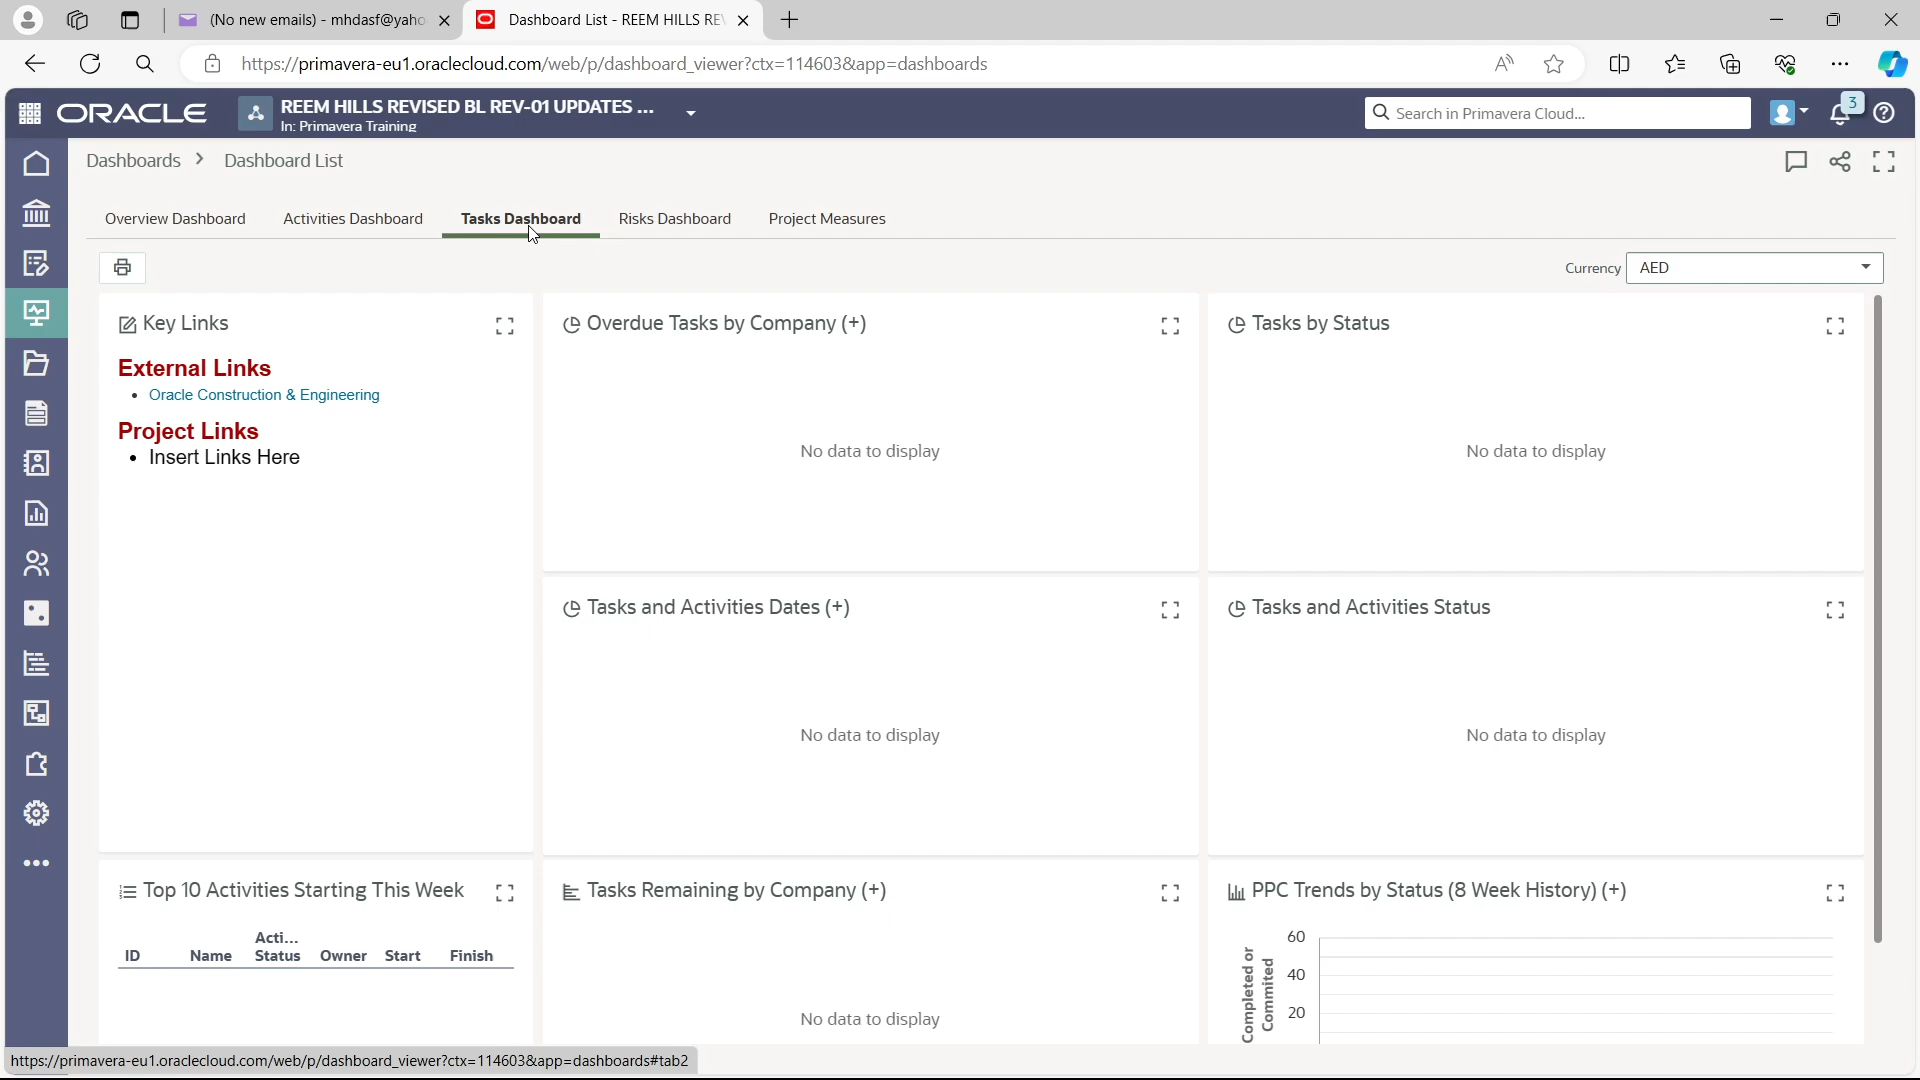 (No new emails) - mhdasf@yaho
Dashboard List - REEM HILLS RE
https://primavera-eu1.oraclecloud.com/web/p/dashboard_viewer?ctx=114603&app=dashboards
ORACLE
REEM HILLS REVISED BL REV-01 UPDATES ...
In: Primavera Training
Search in Primavera Cloud...
3
Dashboards > Dashboard List
Overview Dashboard
Activities Dashboard
Tasks Dashboard
Risks Dashboard
Project Measures
Currency AED
Key Links
External Links
• Oracle Construction & Engineering
Project Links
• Insert Links Here
Overdue Tasks by Company (+)
No data to display
Tasks by Status
No data to display
Tasks and Activities Dates (+)
No data to display
Tasks and Activities Status
No data to display
Top 10 Activities Starting This Week
ID Name Acti... Status Owner Start Finish
Tasks Remaining by Company (+)
No data to display
PPC Trends by Status (8 Week History) (+)
Completed or
Commited
60
40
20
https://primavera-eu1.oraclecloud.com/web/p/dashboard_viewer?ctx=114603&app=dashboards#tab2